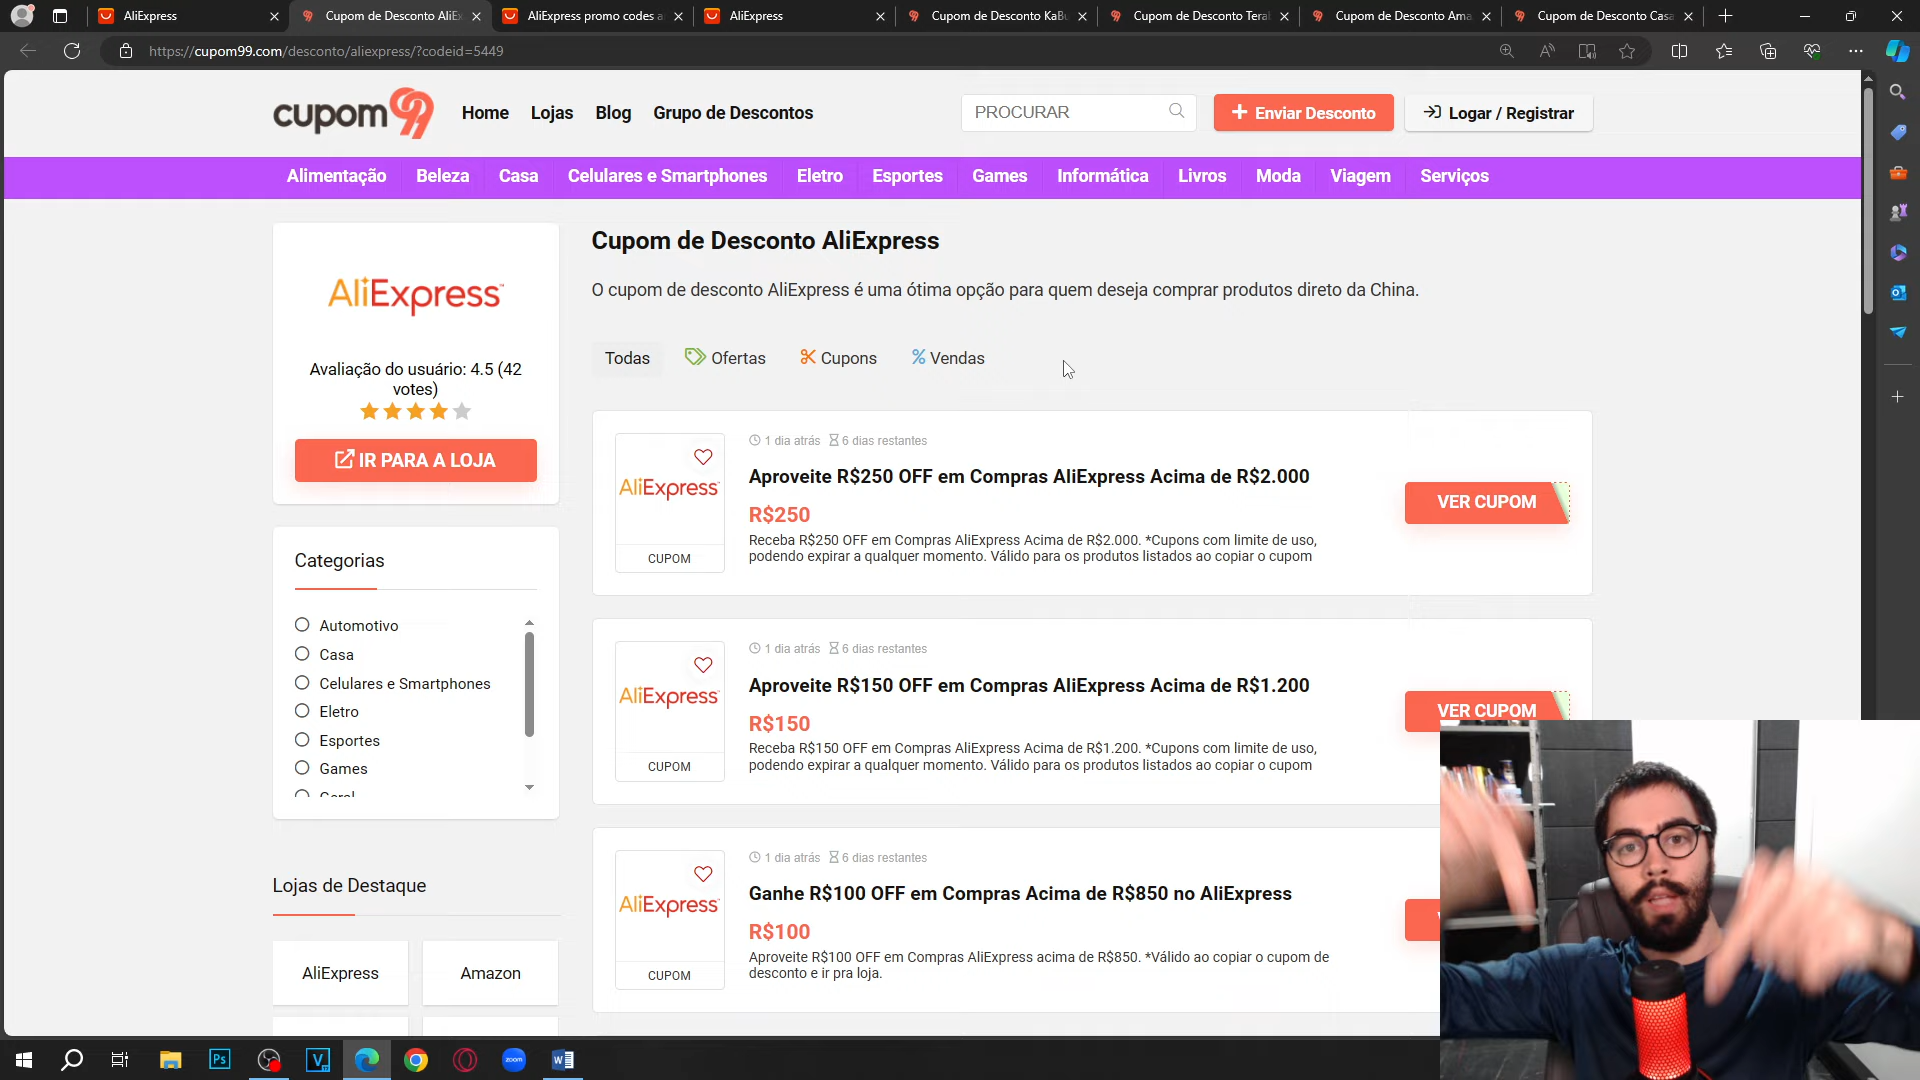 AliExpress
Cupom de Desconto AliEx
AliExpress promo codes a
AliExpress
Cupom de Desconto KaBu
Cupom de Desconto Teral
Cupom de Desconto Ama
Cupom de Desconto Casa
https://cupom99.com/desconto/aliexpress/?codeid=5449
cupom99
Home
Lojas
Blog
Grupo de Descontos
PROCURAR
Enviar Desconto
Logar / Registrar
Alimentação
Beleza
Casa
Celulares e Smartphones
Eletro
Esportes
Games
Informática
Livros
Moda
Viagem
Serviços
AliExpress
Avaliação do usuário: 4.5 (42
votes)
IR PARA A LOJA
Categorias
Automotivo
Casa
Celulares e Smartphones
Eletro
Esportes
Games
Geral
Lojas de Destaque
AliExpress
Amazon
Cupom de Desconto AliExpress
O cupom de desconto AliExpress é uma ótima opção para quem deseja comprar produtos direto da China.
Todas
Ofertas
Cupons
% Vendas
AliExpress
CUPOM
1 dia atrás
6 dias restantes
Aproveite R$250 OFF em Compras AliExpress Acima de R$2.000
R$250
Receba R$250 OFF em Compras AliExpress Acima de R$2.000. *Cupons com limite de uso,
podendo expirar a qualquer momento. Válido para os produtos listados ao copiar o cupom
VER CUPOM
AliExpress
CUPOM
1 dia atrás
6 dias restantes
Aproveite R$150 OFF em Compras AliExpress Acima de R$1.200
R$150
Receba R$150 OFF em Compras AliExpress Acima de R$1.200. *Cupons com limite de uso,
podendo expirar a qualquer momento. Válido para os produtos listados ao copiar o cupom
VER CUPOM
AliExpress
CUPOM
1 dia atrás
6 dias restantes
Ganhe R$100 OFF em Compras Acima de R$850 no AliExpress
R$100
Aproveite R$100 OFF em Compras AliExpress acima de R$850. *Válido ao copiar o cupom de
desconto e ir pra loja.
Ps
V
zoom
W